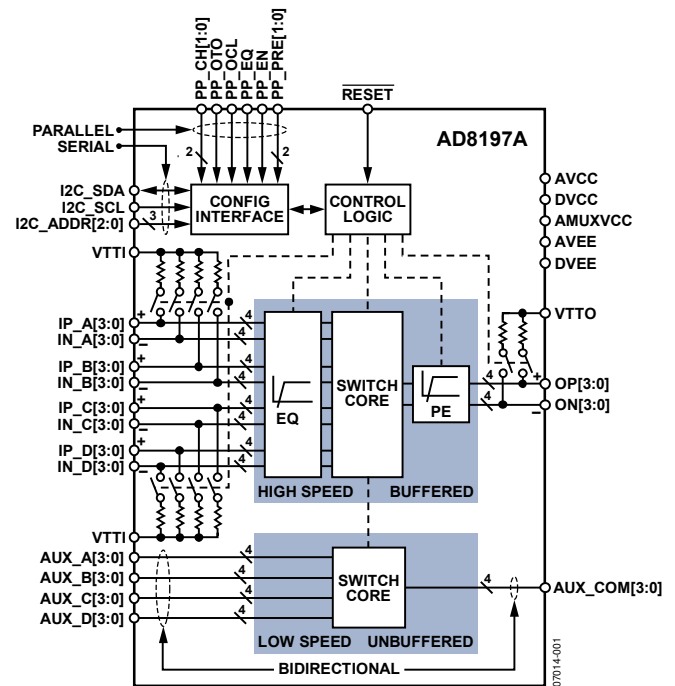 PP_CH[1:0]
PP_OTO
PP_OCL
PP_EQ
PP_EN
PP_PRE[1:0]
RESET
PARALLEL
SERIAL
AD8197A
2
2
I2C_SDA
I2C_SCL
I2C_ADDR[2:0]
3
CONFIG
INTERFACE
CONTROL
LOGIC
AVCC
DVCC
AMUXVCC
AVEE
DVEE
VTTI
VTTO
+
IP_A[3:0]
4
IN_A[3:0]
–
4
+
IP_B[3:0]
4
IN_B[3:0]
–
4
+
IP_C[3:0]
4
IN_C[3:0]
–
4
+
IP_D[3:0]
4
IN_D[3:0]
–
4
EQ
SWITCH
CORE
PE
4
+
OP[3:0]
4
–
ON[3:0]
HIGH SPEED
BUFFERED
VTTI
AUX_A[3:0]
4
AUX_B[3:0]
4
AUX_C[3:0]
4
AUX_D[3:0]
4
SWITCH
CORE
4
AUX_COM[3:0]
LOW SPEED
UNBUFFERED
BIDIRECTIONAL
07014-001